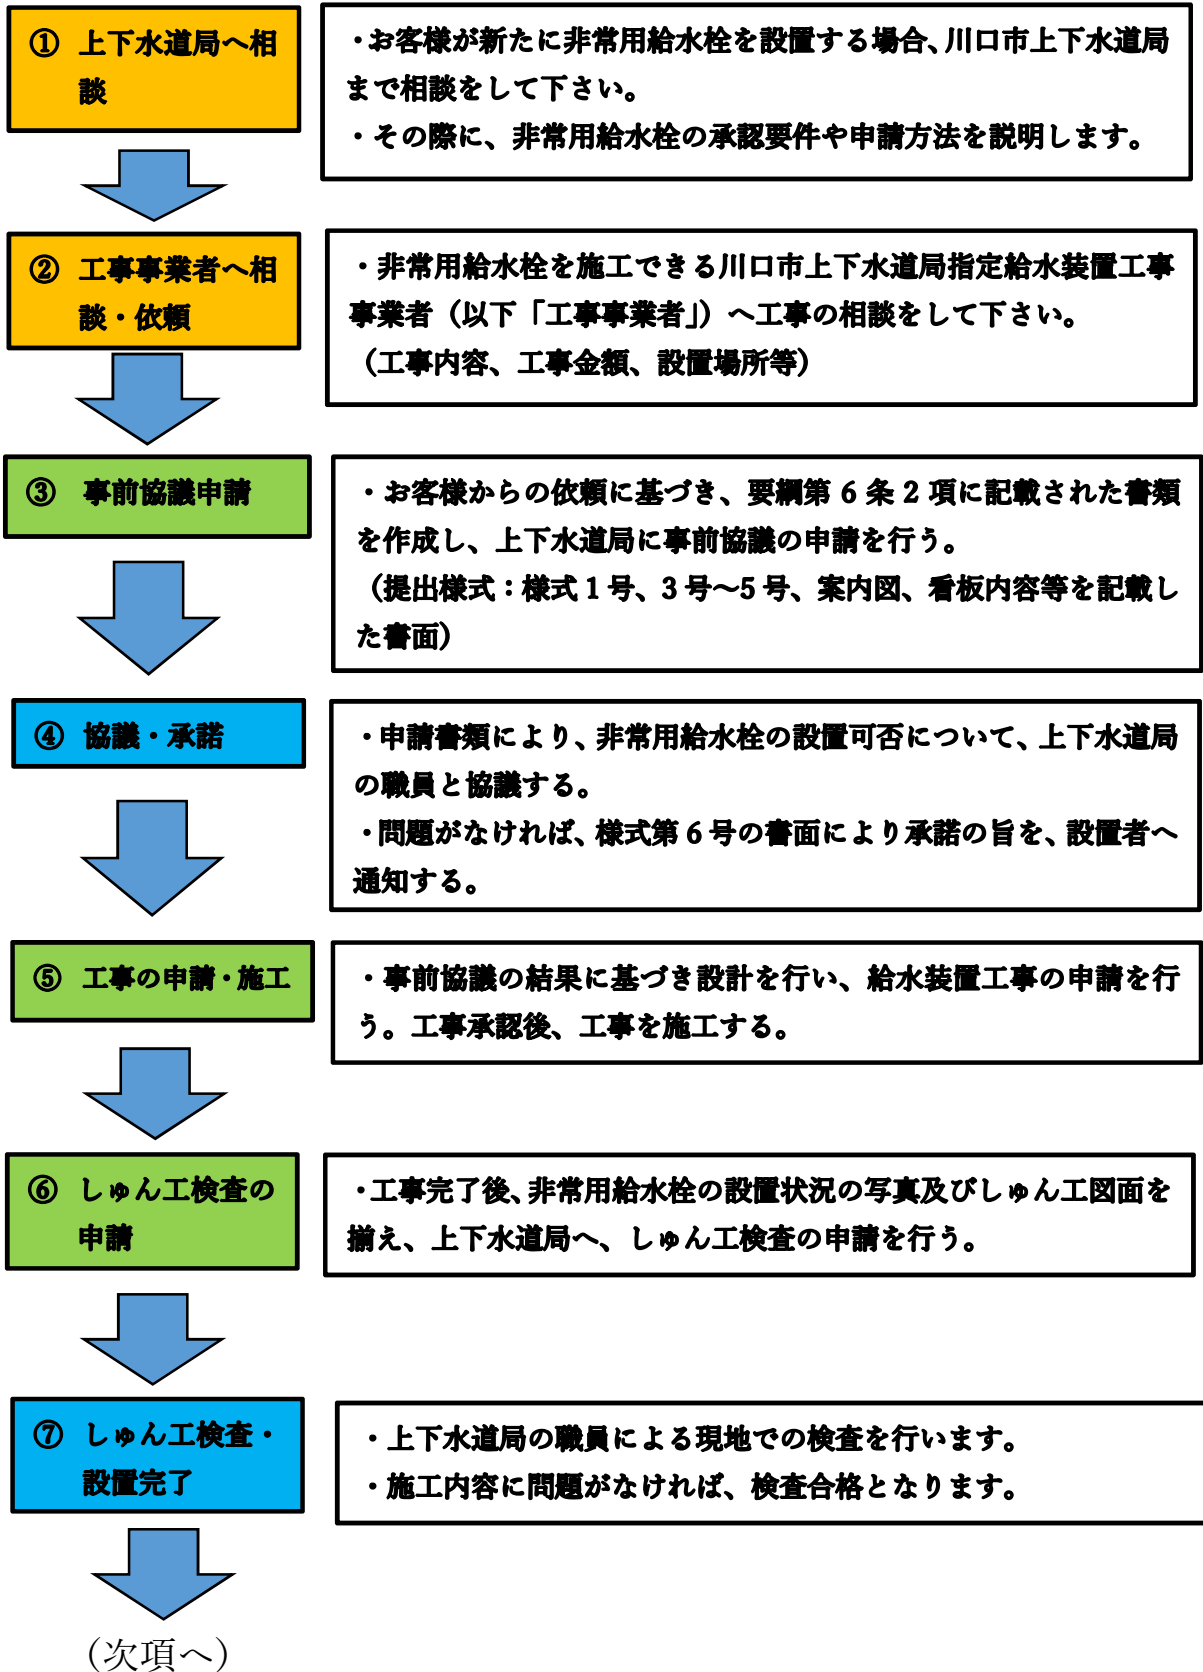 ① 上下水道局へ相
談
・お客様が新たに非常用給水栓を設置する場合、川口市上下水道局
まで相談をして下さい。
・その際に、非常用給水栓の承認要件や申請方法を説明します。
② 工事事業者へ相
談・依頼
・非常用給水栓を施工できる川口市上下水道局指定給水装置工事
事業者（以下「工事事業者」）へ工事の相談をして下さい。
（工事内容、工事金額、設置場所等）
③ 事前協議申請
・お客様からの依頼に基づき、要綱第６条２項に記載された書類
を作成し、上下水道局に事前協議の申請を行う。
（提出様式：様式１号、３号～５号、案内図、看板内容等を記載し
た書面）
④ 協議・承諾
・申請書類により、非常用給水栓の設置可否について、上下水道局
の職員と協議する。
・問題がなければ、様式第６号の書面により承諾の旨を、設置者へ
通知する。
⑤ 工事の申請・施工
・事前協議の結果に基づき設計を行い、給水装置工事の申請を行
う。工事承認後、工事を施工する。
⑥ しゅん工検査の
申請
・工事完了後、非常用給水栓の設置状況の写真及びしゅん工図面を
揃え、上下水道局へ、しゅん工検査の申請を行う。
⑦ しゅん工検査・
設置完了
・上下水道局の職員による現地での検査を行います。
・施工内容に問題がなければ、検査合格となります。
（次項へ）